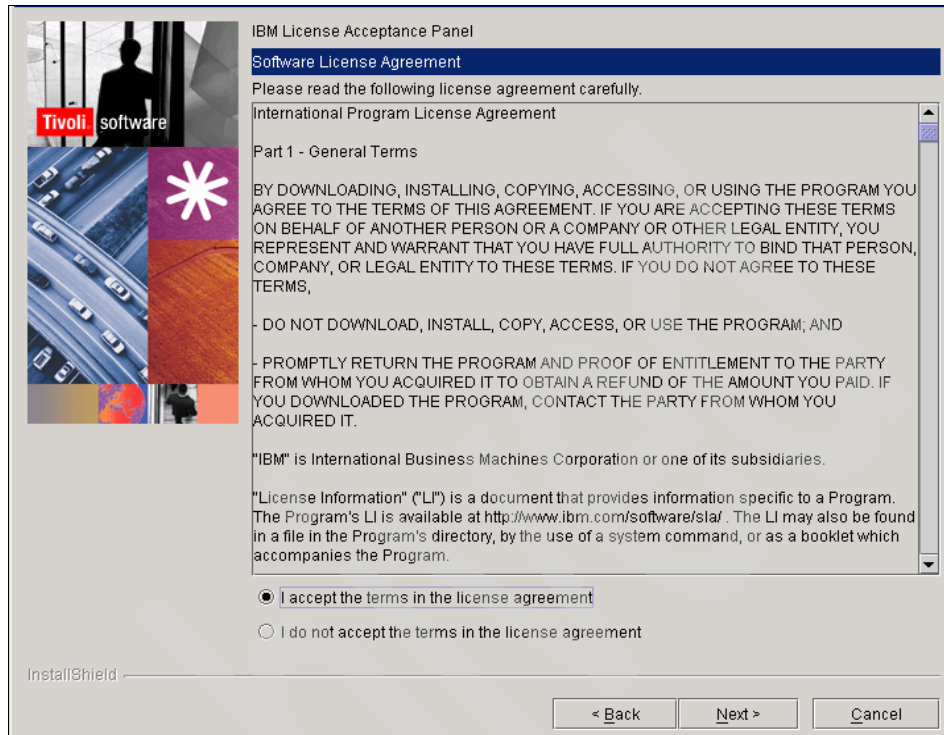 IBM License Acceptance Panel
Software License Agreement
Please read the following license agreement carefully.
Tivoli software
International Program License Agreement
Part 1 - General Terms
BY DOWNLOADING, INSTALLING, COPYING, ACCESSING, OR USING THE PROGRAM YOU
AGREE TO THE TERMS OF THIS AGREEMENT. IF YOU ARE ACCEPTING THESE TERMS
ON BEHALF OF ANOTHER PERSON OR A COMPANY OR OTHER LEGAL ENTITY, YOU
REPRESENT AND WARRANT THAT YOU HAVE FULL AUTHORITY TO BIND THAT PERSON,
COMPANY, OR LEGAL ENTITY TO THESE TERMS. IF YOU DO NOT AGREE TO THESE
TERMS,
- DO NOT DOWNLOAD, INSTALL, COPY, ACCESS, OR USE THE PROGRAM; AND
- PROMPTLY RETURN THE PROGRAM AND PROOF OF ENTITLEMENT TO THE PARTY
FROM WHOM YOU ACQUIRED IT TO OBTAIN A REFUND OF THE AMOUNT YOU PAID. IF
YOU DOWNLOADED THE PROGRAM, CONTACT THE PARTY FROM WHOM YOU
ACQUIRED IT.
"IBM" is International Business Machines Corporation or one of its subsidiaries.
"License Information" ("LI") is a document that provides information specific to a Program.
The Program's LI is available at http://www.ibm.com/software/sla/ . The LI may also be found
in a file in the Program's directory, by the use of a system command, or as a booklet which
accompanies the Program.
I accept the terms in the license agreement
I do not accept the terms in the license agreement
InstallShield
< Back
Next >
Cancel